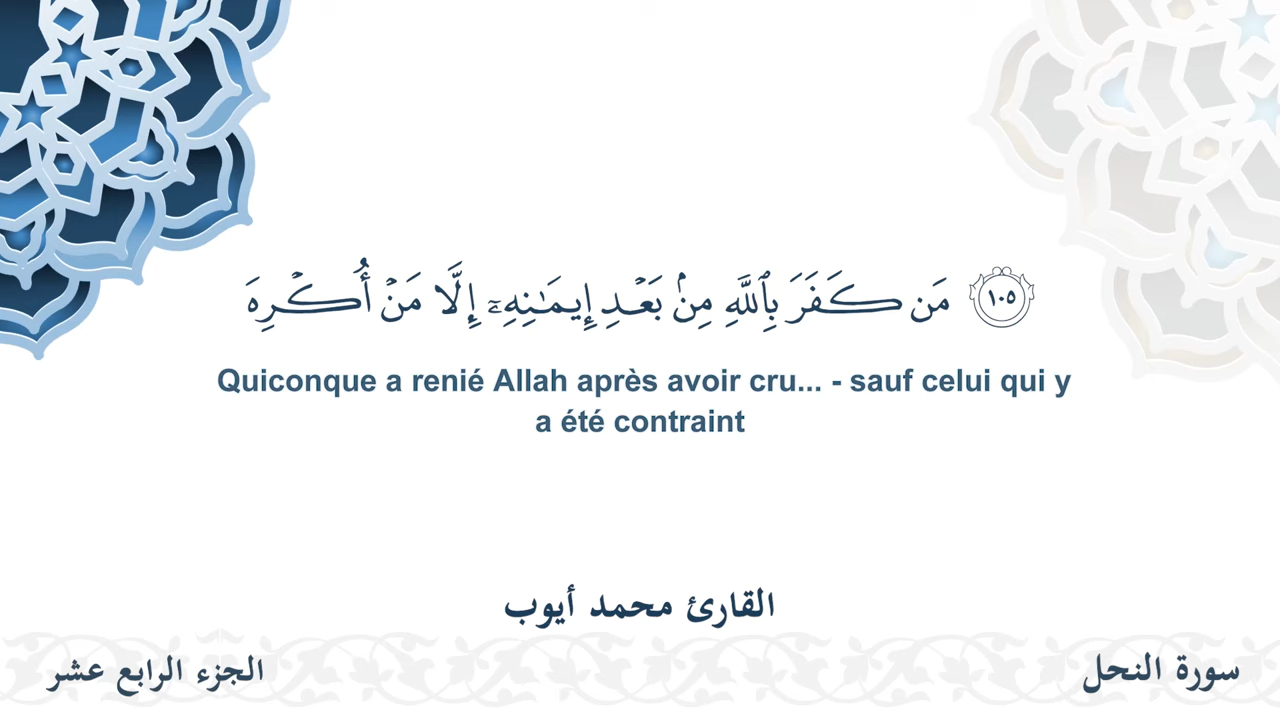 ١٠٥ مَن كَفَرَ بِٱللَّهِ مِنۢ بَعْدِ إِيمَـٰنِهِۦٓ إِلَّا مَنْ أُكْرِهَ
Quiconque a renié Allah après avoir cru... - sauf celui qui y
a été contraint
القارئ محمد أيوب
سورة النحل
الجزء الرابع عشر